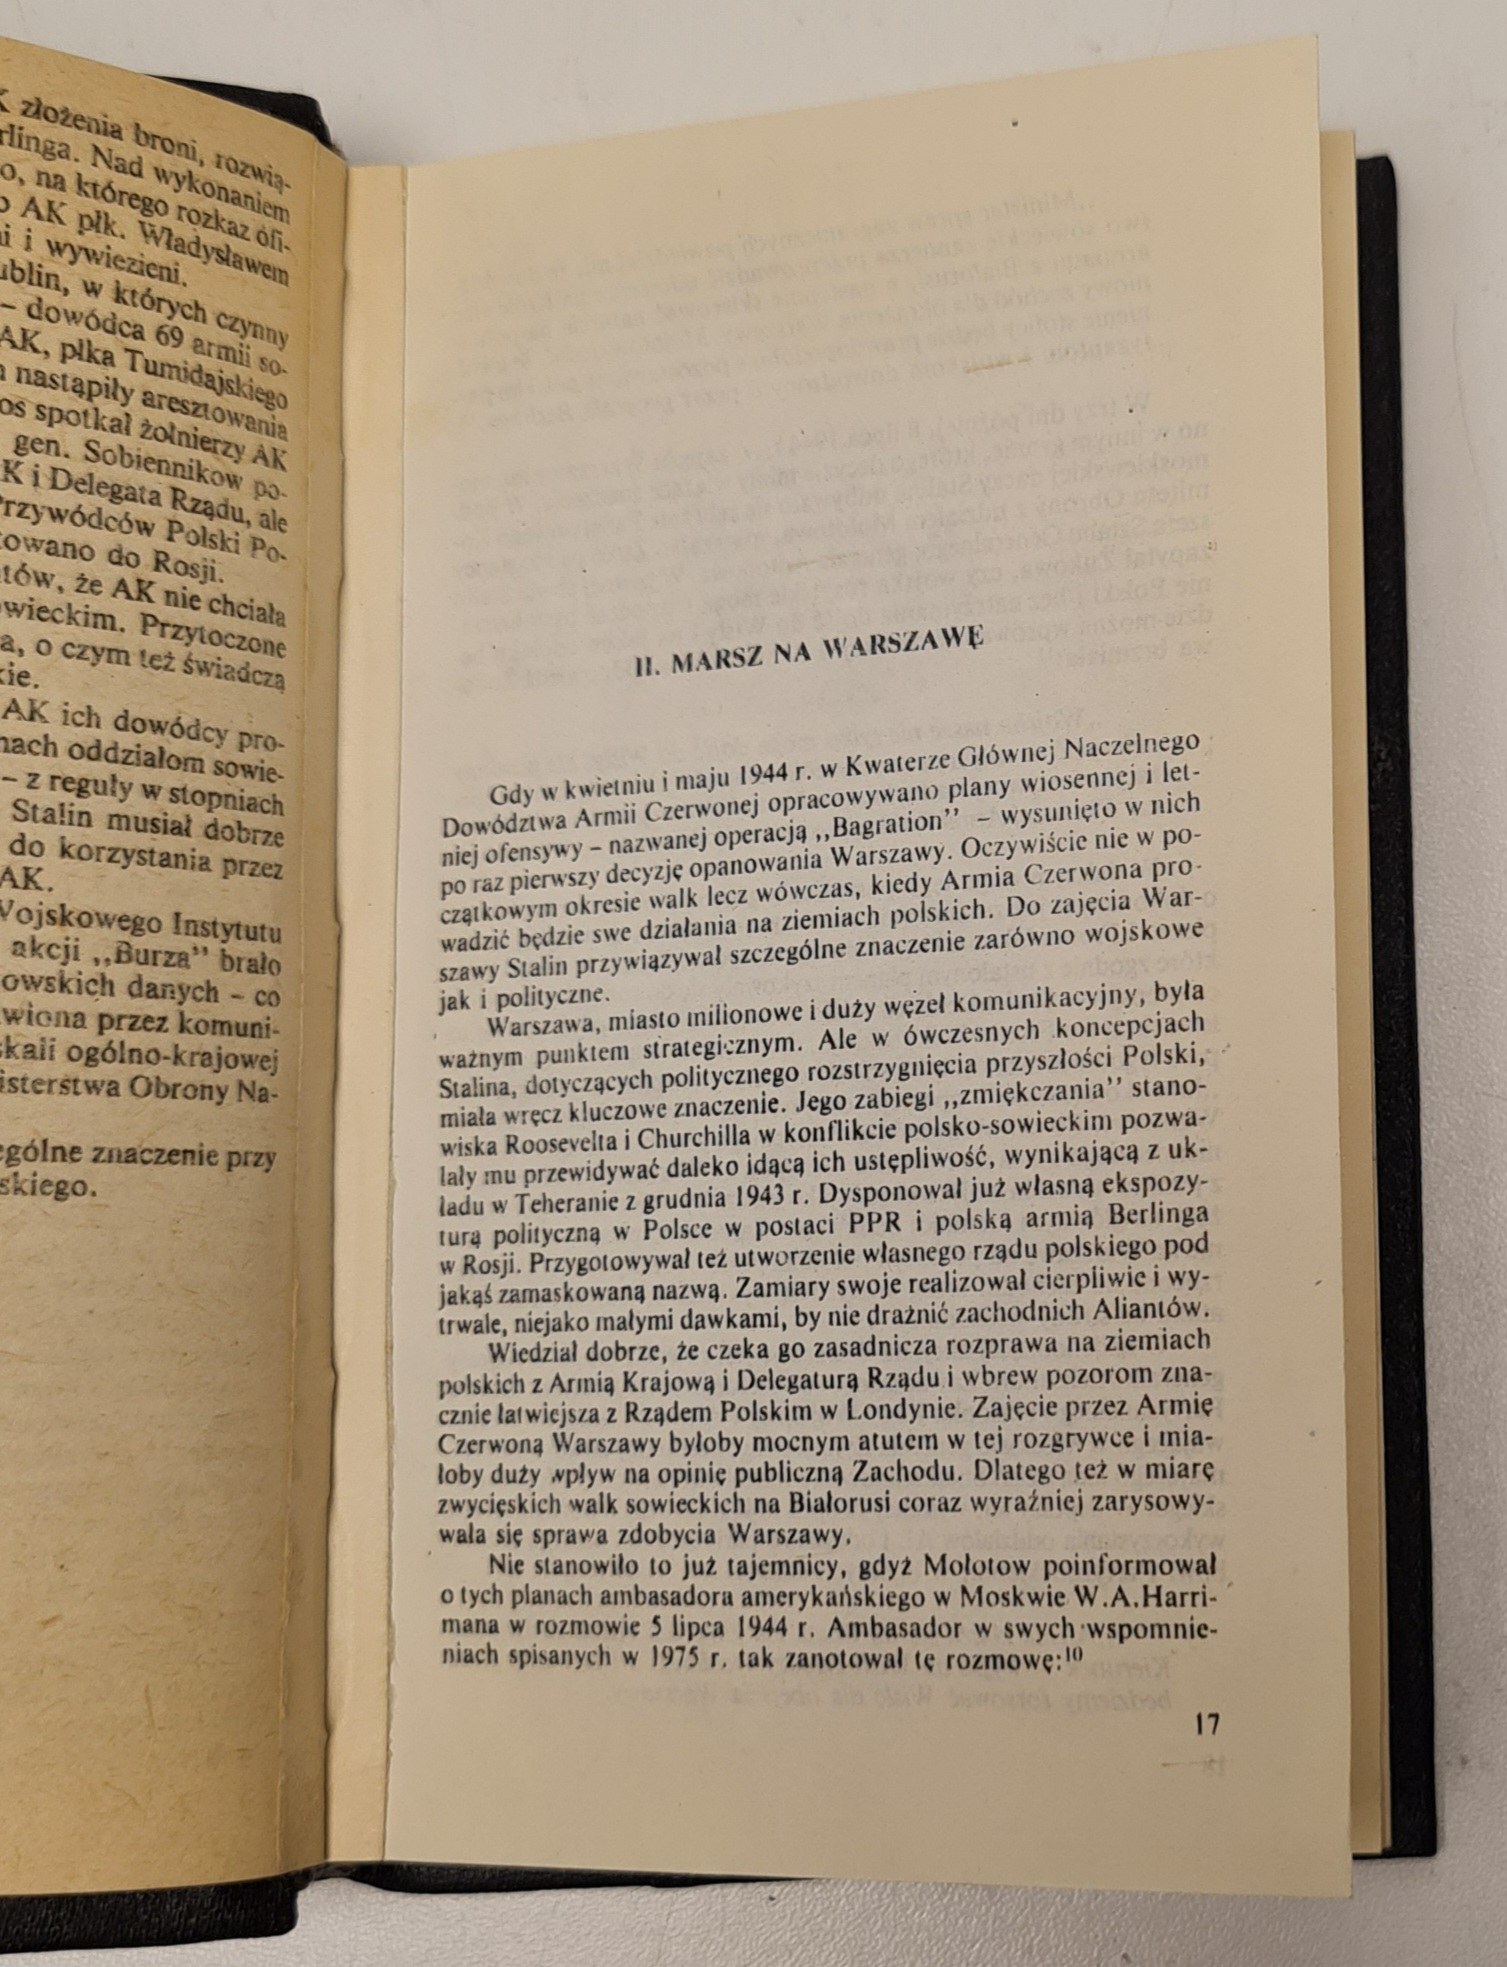 złożenia broni, rozwią-
rlinga. Nad wykonaniem
o, na którego rozkaz ofi-
AK płk. Władysławem
i i wywiezieni.
ublin, w których czynny
– dowódca 69 armii so-
AK, płka Tumidajskiego
nastąpiły aresztowania
os spotkał żołnierzy AK
gen. Sobiennikow po-
K i Delegata Rządu, ale
Przywódców Polski Po-
towano do Rosji.
tów, że AK nie chciała
owieckim. Przytoczone
a, o czym też świadczą
kie.
AK ich dowódcy pro-
nach oddziałom sowie-
– z reguły w stopniach
Stalin musiał dobrze
do korzystania przez
AK.
Wojskowego Instytutu
akcji ,,Burza'' brało
owskich danych – co
wiona przez komuni-
skali ogólno-krajowej
isterstwa Obrony Na-
ególne znaczenie przy
skiego.
II. MARSZ NA WARSZAWĘ
Gdy w kwietniu i maju 1944 r. w Kwaterze Głównej Naczelnego
Dowództwa Armii Czerwonej opracowywano plany wiosennej i let-
niej ofensywy – nazwanej operacją ,,Bagration'' – wysunięto w nich
po raz pierwszy decyzję opanowania Warszawy. Oczywiście nie w po-
czątkowym okresie walk lecz wówczas, kiedy Armia Czerwona pro-
wadzić będzie swe działania na ziemiach polskich. Do zajęcia War-
szawy Stalin przywiązywał szczególne znaczenie zarówno wojskowe
jak i polityczne.
Warszawa, miasto milionowe i duży węzeł komunikacyjny, była
ważnym punktem strategicznym. Ale w ówczesnych koncepcjach
Stalina, dotyczących politycznego rozstrzygnięcia przyszłości Polski,
miała wręcz kluczowe znaczenie. Jego zabiegi ,,zmiękczania'' stano-
wiska Roosevelta i Churchilla w konflikcie polsko-sowieckim pozwa-
lały mu przewidywać daleko idącą ich ustępliwość, wynikającą z uk-
ładu w Teheranie z grudnia 1943 r. Dysponował już własną ekspozy-
turą polityczną w Polsce w postaci PPR i polską armią Berlinga
w Rosji. Przygotowywał też utworzenie własnego rządu polskiego pod
jakąś zamaskowaną nazwą. Zamiary swoje realizował cierpliwie i wy-
trwale, niejako małymi dawkami, by nie drażnić zachodnich Aliantów.
Wiedział dobrze, że czeka go zasadnicza rozprawa na ziemiach
polskich z Armią Krajową i Delegaturą Rządu i wbrew pozorom zna-
cznie łatwiejsza z Rządem Polskim w Londynie. Zajęcie przez Armię
Czerwoną Warszawy byłoby mocnym atutem w tej rozgrywce i mia-
łoby duży wpływ na opinię publiczną Zachodu. Dlatego też w miarę
zwycięskich walk sowieckich na Białorusi coraz wyraźniej zarysowy-
wała się sprawa zdobycia Warszawy.
Nie stanowiło to już tajemnicy, gdyż Mołotow poinformował
o tych planach ambasadora amerykańskiego w Moskwie W.A.Harri-
mana w rozmowie 5 lipca 1944 r. Ambasador w swych wspomnie-
niach spisanych w 1975 r. tak zanotował tę rozmowę:¹⁰
17